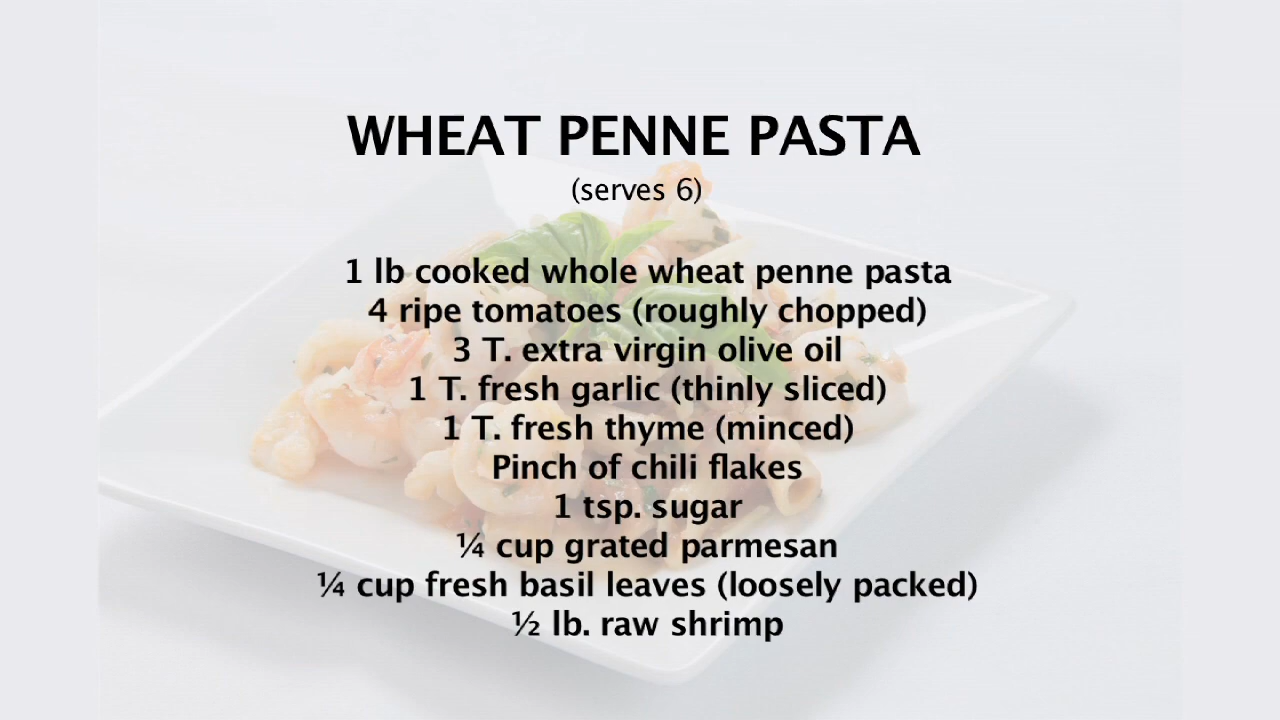 WHEAT PENNE PASTA
(serves 6)
1 lb cooked whole wheat penne pasta
4 ripe tomatoes (roughly chopped)
3 T. extra virgin olive oil
1 T. fresh garlic (thinly sliced)
1 T. fresh thyme (minced)
Pinch of chili flakes
1 tsp. sugar
¼ cup grated parmesan
¼ cup fresh basil leaves (loosely packed)
½ lb. raw shrimp